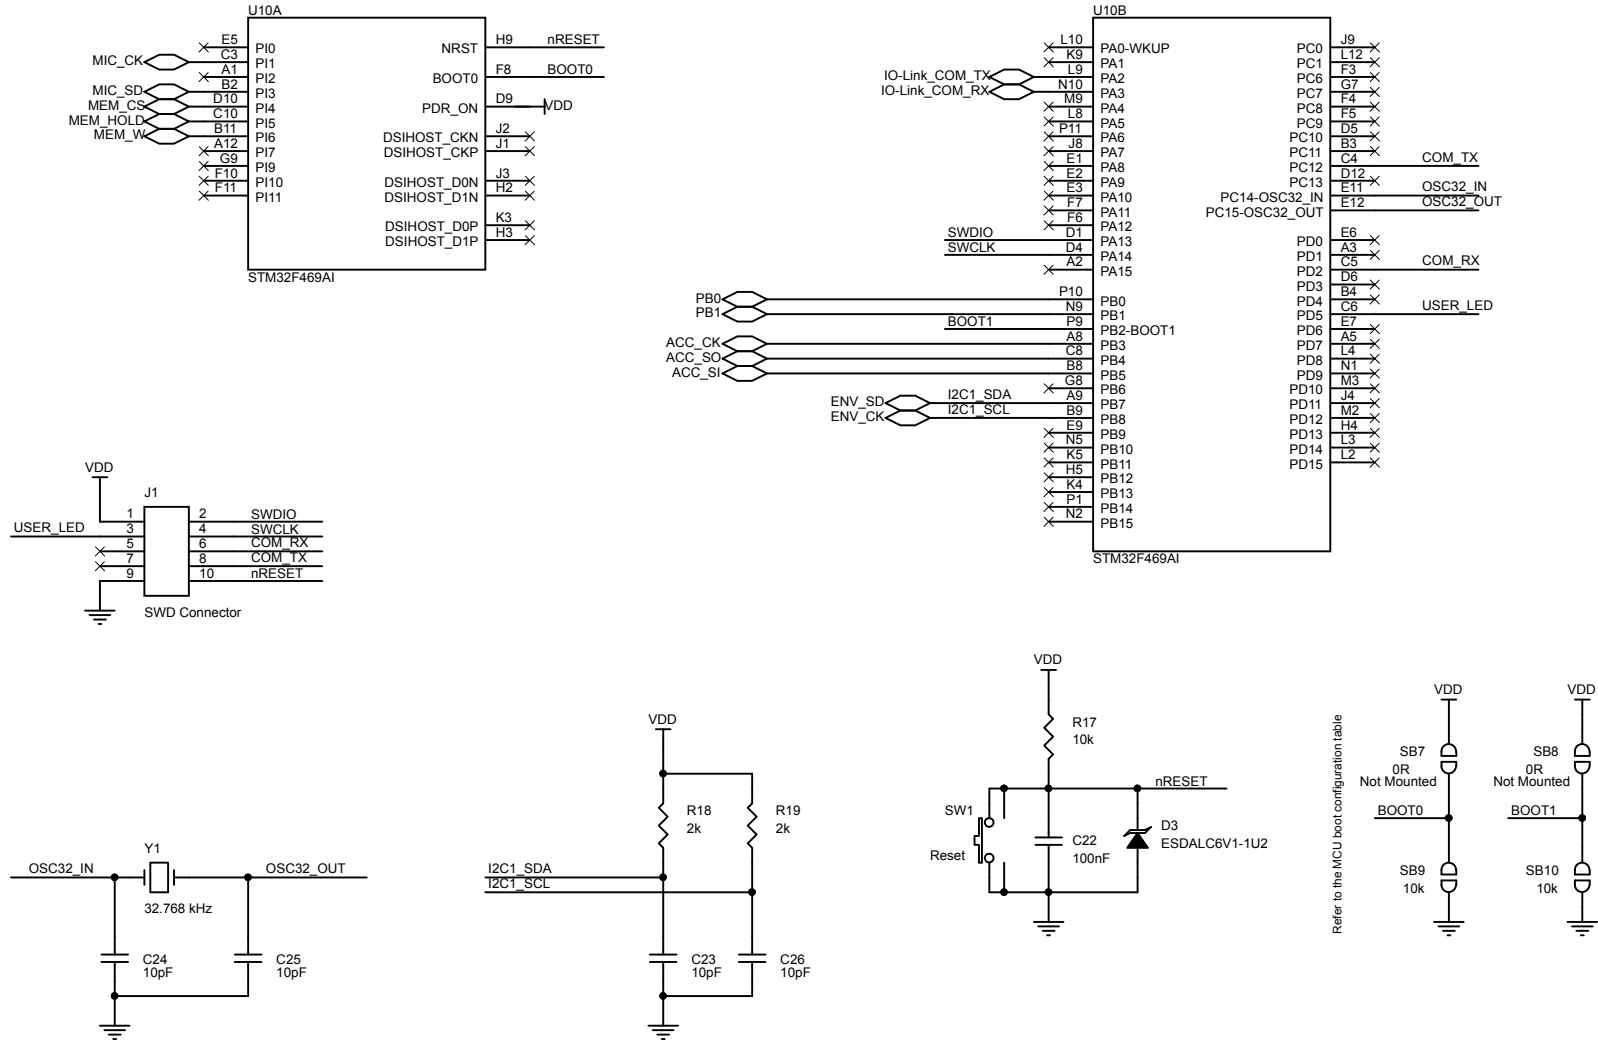 U10A
E5 PI0
MIC_CK C3 PI1
A1 PI2
MIC_SD B2 PI3
MEM_CS D10 PI4
MEM_HOLD C10 PI5
MEM_W B11 PI6
A12 PI7
G9 PI9
F10 PI10
F11 PI11
NRST H9 nRESET
BOOT0 F8 BOOT0
PDR_ON D9 VDD
DSIHOST_CKN J2
DSIHOST_CKP J1
DSIHOST_D0N J3
DSIHOST_D1N H2
DSIHOST_D0P K3
DSIHOST_D1P H3
STM32F469AI
U10B
L10 PA0-WKUP
K9 PA1
IO-Link_COM_TX L9 PA2
IO-Link_COM_RX N10 PA3
M9 PA4
L8 PA5
P11 PA6
J8 PA7
E1 PA8
E2 PA9
E3 PA10
F7 PA11
F6 PA12
SWDIO D1 PA13
SWCLK D4 PA14
A2 PA15
PB0 P10 PB0
PB1 N9 PB1
BOOT1 P9 PB2-BOOT1
ACC_CK A8 PB3
ACC_SO C8 PB4
ACC_SI B8 PB5
G8 PB6
ENV_SD I2C1_SDA A9 PB7
ENV_CK I2C1_SCL B9 PB8
E9 PB9
N5 PB10
K5 PB11
H5 PB12
K4 PB13
P1 PB14
N2 PB15
PC0 J9
PC1 L12
PC6 F3
PC7 G7
PC8 F4
PC9 F5
PC10 D5
PC11 B3
PC12 C4 COM_TX
PC13 D12
PC14-OSC32_IN E11 OSC32_IN
PC15-OSC32_OUT E12 OSC32_OUT
PD0 E6
PD1 A3
PD2 C5 COM_RX
PD3 D6
PD4 B4
PD5 C6 USER_LED
PD6 E7
PD7 A5
PD8 L4
PD9 N1
PD10 M3
PD11 J4
PD12 M2
PD13 H4
PD14 L3
PD15 L2
STM32F469AI
VDD
J1
1 2 SWDIO
USER_LED 3 4 SWCLK
5 6 COM_RX
7 8 COM_TX
9 10 nRESET
SWD Connector
OSC32_IN Y1 OSC32_OUT
32.768 kHz
C24
10pF
C25
10pF
VDD
R18
2k
R19
2k
I2C1_SDA
I2C1_SCL
C23
10pF
C26
10pF
VDD
R17
10k
nRESET
SW1
Reset
C22
100nF
D3
ESDALC6V1-1U2
Refer to the MCU boot configuration table
VDD
SB7
0R
Not Mounted
BOOT0
SB9
10k
VDD
SB8
0R
Not Mounted
BOOT1
SB10
10k